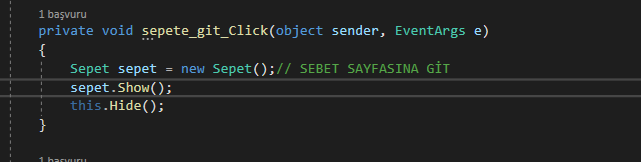 1 başvuru
private void sepete_git_Click(object sender, EventArgs e)
{
Sepet sepet = new Sepet();// SEBET SAYFASINA GİT
sepet.Show();
this.Hide();
}
1 başvuru